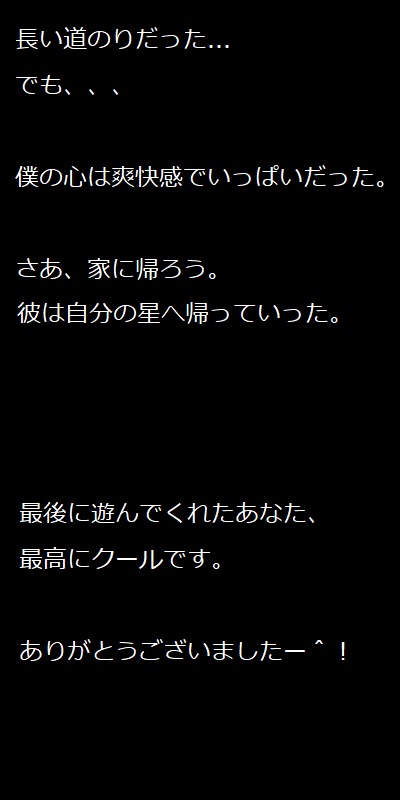 長い道のりだった…
でも、、、
僕の心は爽快感でいっぱいだった。
さあ、家に帰ろう。
彼は自分の星へ帰っていった。
最後に遊んでくれたあなた、
最高にクールです。
ありがとうございましたー＾！